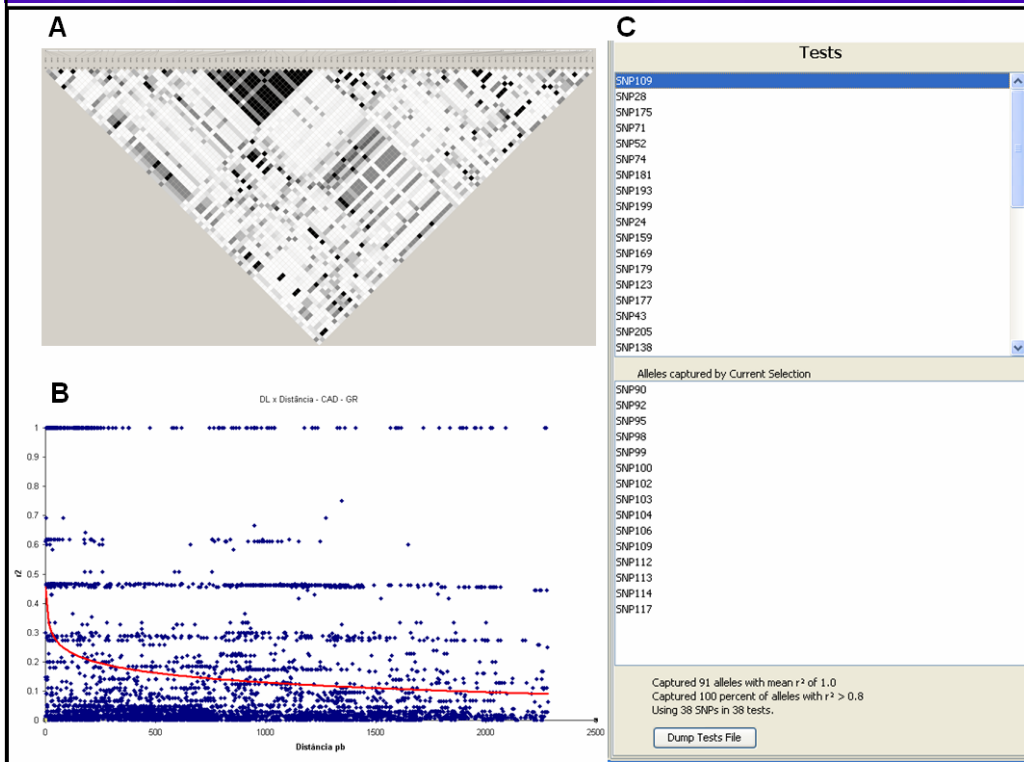 A
B
DL x Distância - CAD - GR
1
0.9
0.8
0.7
0.6
0.5
0.4
0.3
0.2
0.1
0
r2
0 500 1000 1500 2000 2500
Distância pb
C
Tests
SNP109
SNP28
SNP175
SNP71
SNP52
SNP74
SNP181
SNP193
SNP199
SNP24
SNP159
SNP169
SNP179
SNP123
SNP177
SNP43
SNP205
SNP138
Alleles captured by Current Selection
SNP90
SNP92
SNP95
SNP98
SNP99
SNP100
SNP102
SNP103
SNP104
SNP106
SNP109
SNP112
SNP113
SNP114
SNP117
Captured 91 alleles with mean r² of 1.0
Captured 100 percent of alleles with r² > 0.8
Using 38 SNPs in 38 tests.
Dump Tests File